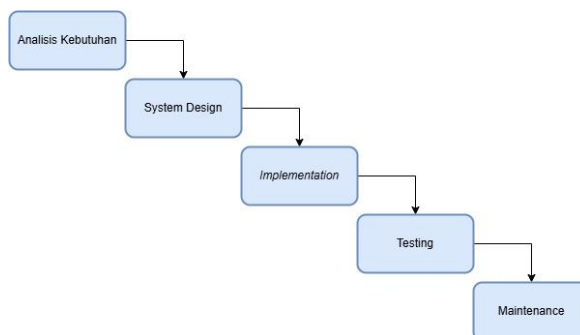 Analisis Kebutuhan
System Design
Implementation
Testing
Maintenance